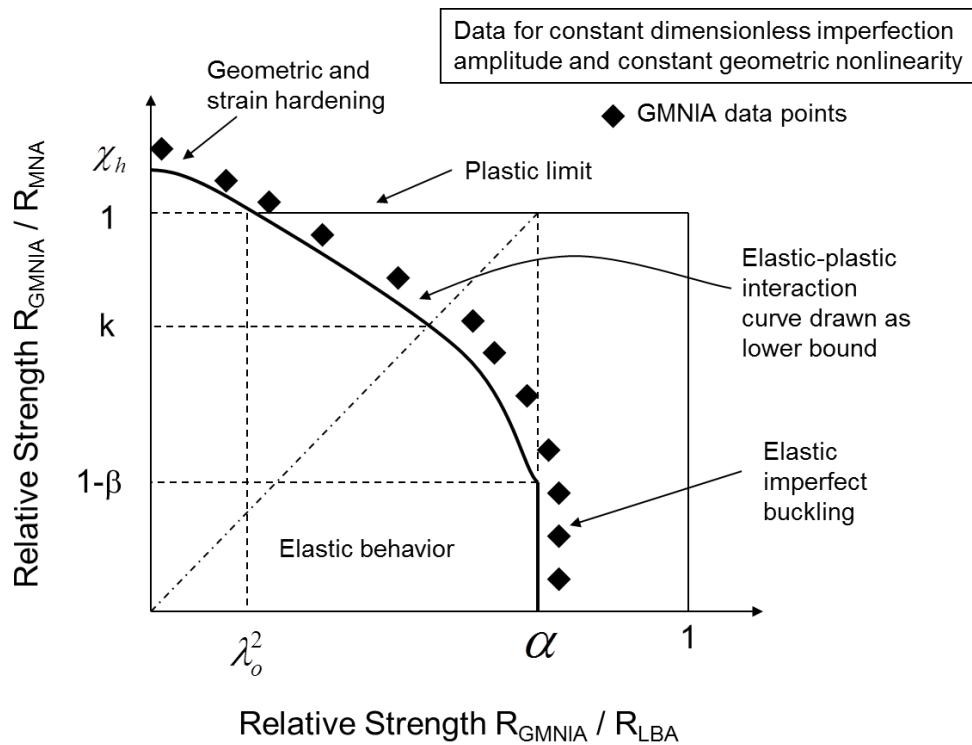 Data for constant dimensionless imperfection
amplitude and constant geometric nonlinearity
Geometric and
strain hardening
GMNIA data points
χh
Plastic limit
1
Elastic-plastic
interaction
curve drawn as
lower bound
k
Relative Strength RGMNIA / RMNA
1-β
Elastic
imperfect
buckling
Elastic behavior
λo2
α
1
Relative Strength RGMNIA / RLBA